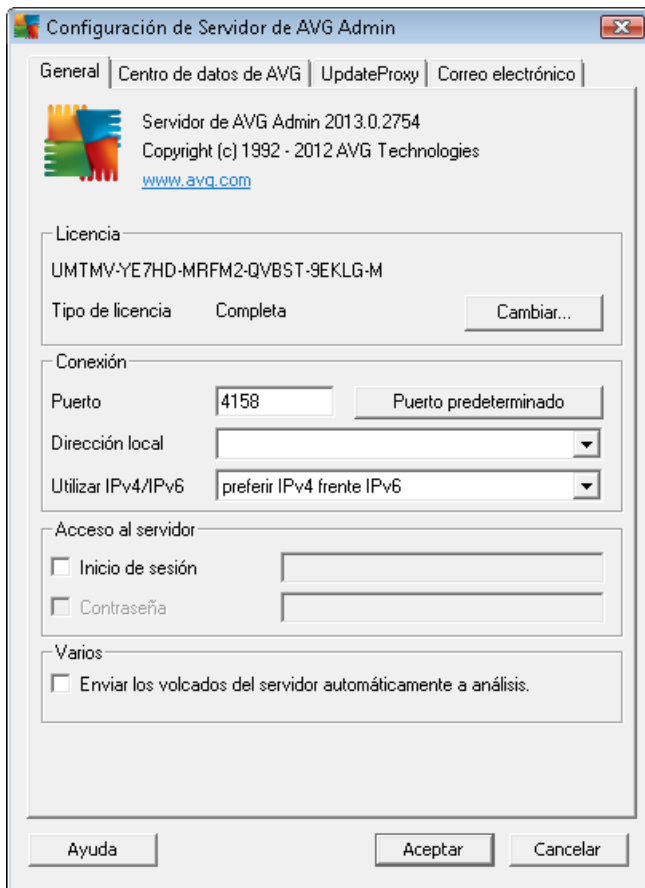 Configuración de Servidor de AVG Admin
General Centro de datos de AVG UpdateProxy Correo electrónico
Servidor de AVG Admin 2013.0.2754
Copyright (c) 1992 - 2012 AVG Technologies
www.avg.com
Licencia
UMTMV-YE7HD-MRFM2-QVBST-9EKLG-M
Tipo de licencia Completa Cambiar...
Conexión
Puerto 4158 Puerto predeterminado
Dirección local
Utilizar IPv4/IPv6 preferir IPv4 frente IPv6
Acceso al servidor
Inicio de sesión
Contraseña
Varios
Enviar los volcados del servidor automáticamente a análisis.
Ayuda Aceptar Cancelar